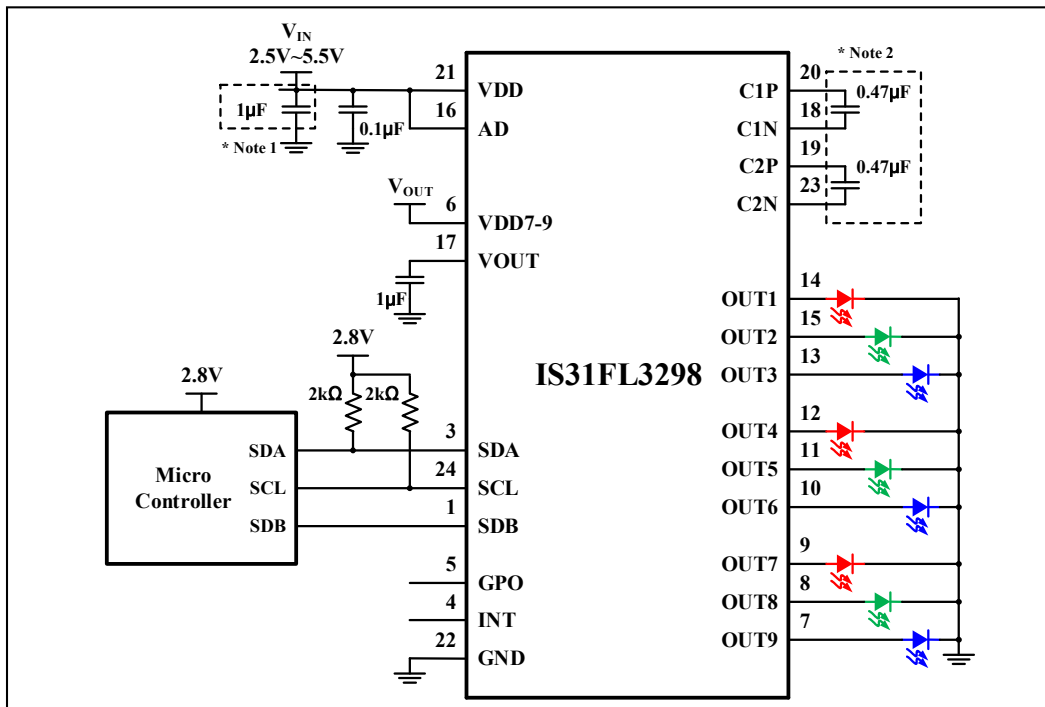 VIN
2.5V~5.5V
1µF
* Note 1
0.1µF
21
VDD
16
AD
VOUT
6
VDD7-9
17
VOUT
1µF
2.8V
2kΩ 2kΩ
2.8V
Micro
Controller
SDA
SCL
SDB
3
SDA
24
SCL
1
SDB
5
GPO
4
INT
22
GND
IS31FL3298
* Note 2
20
C1P
0.47µF
18
C1N
19
C2P
0.47µF
23
C2N
14
OUT1
15
OUT2
13
OUT3
12
OUT4
11
OUT5
10
OUT6
9
OUT7
8
OUT8
7
OUT9